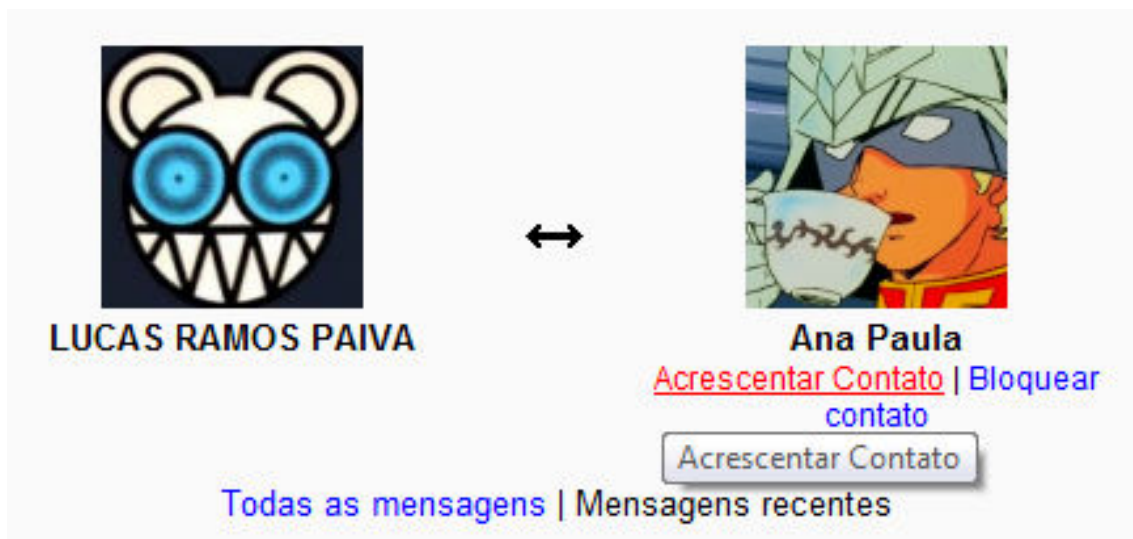 LUCAS RAMOS PAIVA
Ana Paula
Acrescentar Contato | Bloquear
contato
Acrescentar Contato
Todas as mensagens | Mensagens recentes